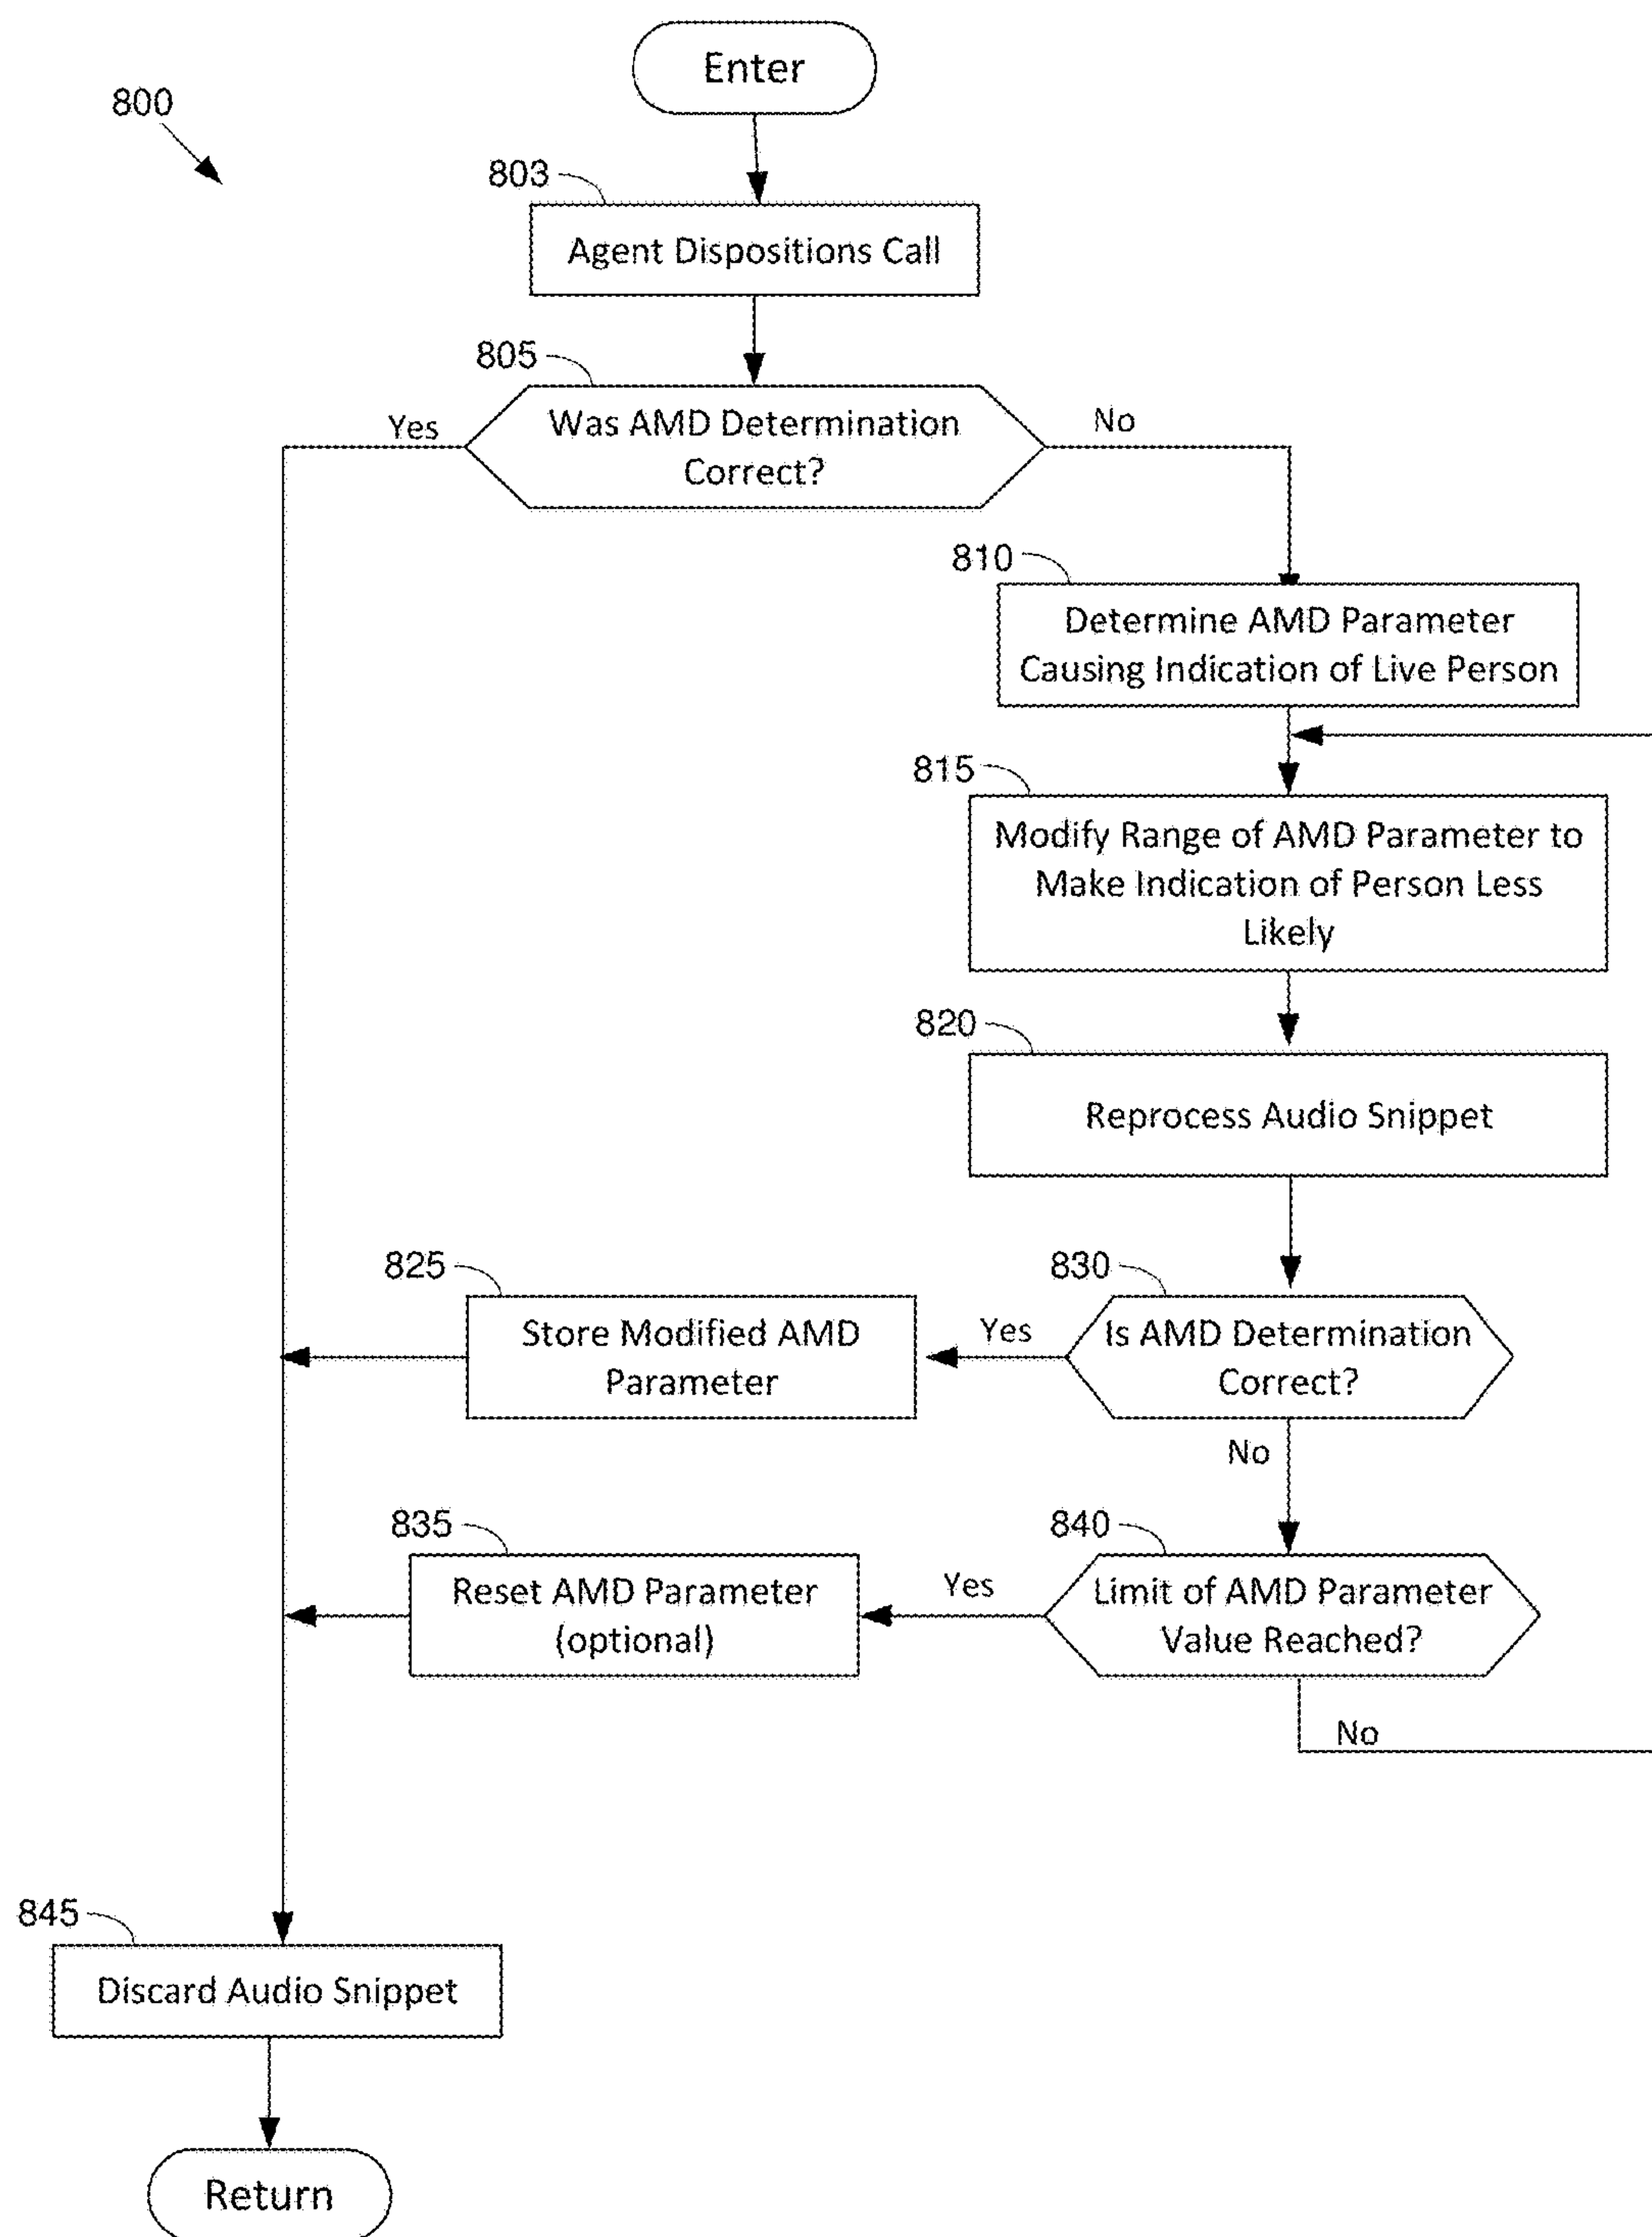 Enter
800
803
Agent Dispositions Call
805
Yes
Was AMD Determination
Correct?
No
810
Determine AMD Parameter
Causing Indication of Live Person
815
Modify Range of AMD Parameter to
Make Indication of Person Less
Likely
820
Reprocess Audio Snippet
825
Store Modified AMD
Parameter
Yes
830
Is AMD Determination
Correct?
No
835
Reset AMD Parameter
(optional)
Yes
840
Limit of AMD Parameter
Value Reached?
No
845
Discard Audio Snippet
Return